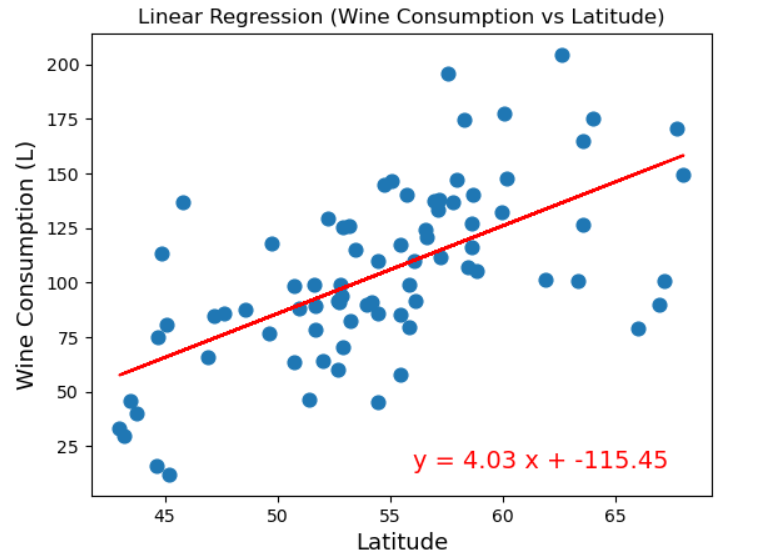 Linear Regression (Wine Consumption vs Latitude)
200
175
150
125
100
75
50
25
Wine Consumption (L)
y = 4.03 x + -115.45
45 50 55 60 65
Latitude